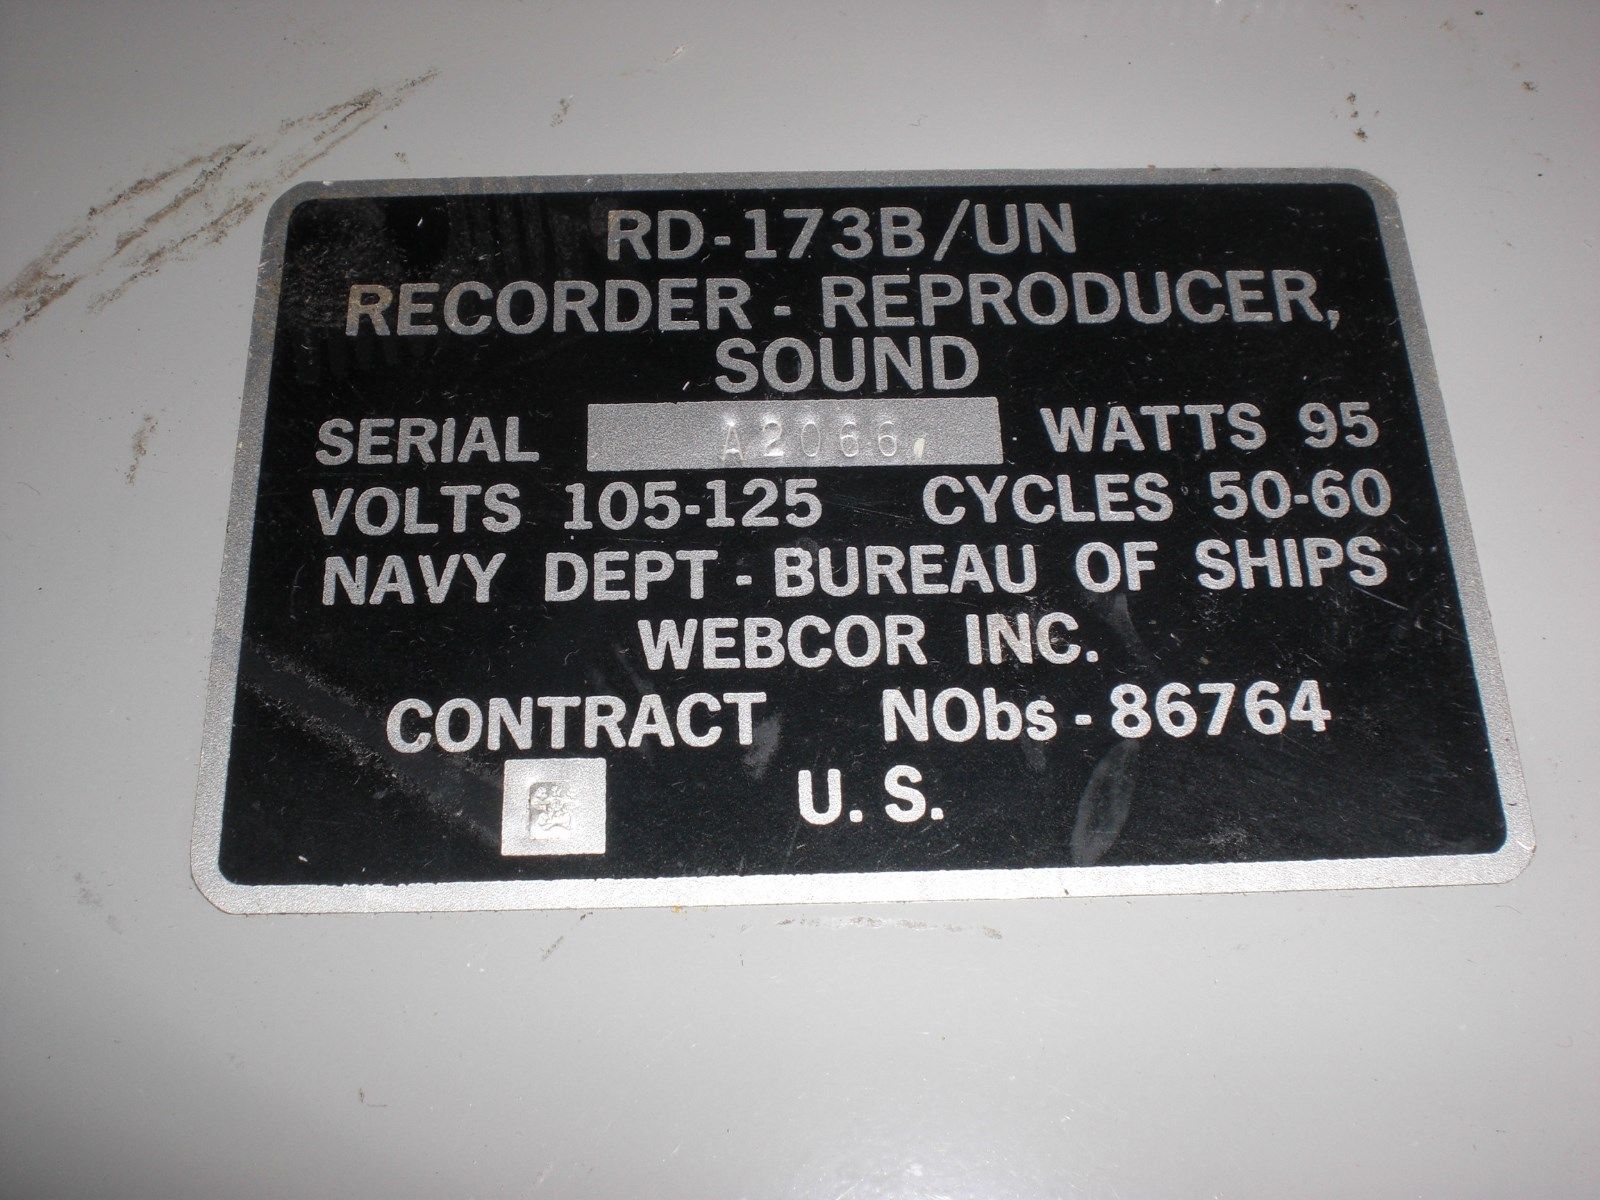 RD-173B/UN
RECORDER - REPRODUCER,
SOUND
SERIAL A2066 WATTS 95
VOLTS 105-125 CYCLES 50-60
NAVY DEPT - BUREAU OF SHIPS
WEBCOR INC.
CONTRACT NObs - 86764
U. S.